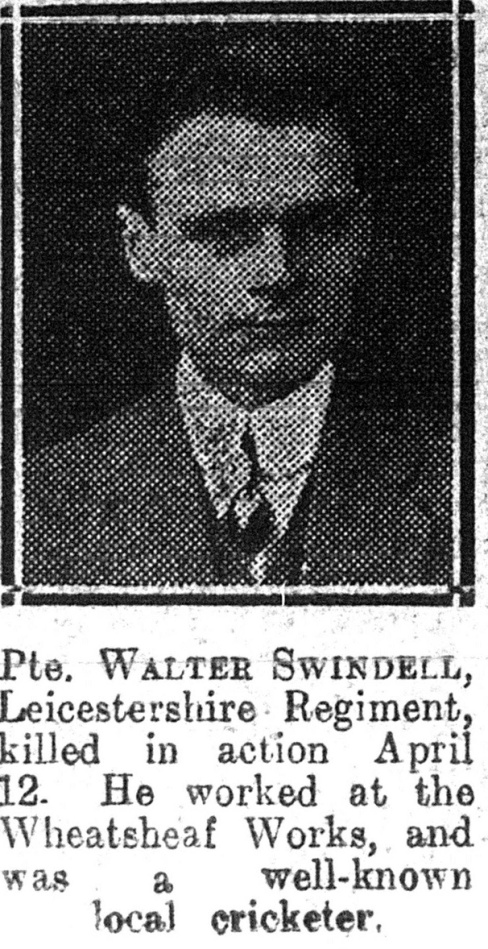 Pte. WALTER SWINDELL,
Leicestershire Regiment,
killed in action April
12. He worked at the
Wheatsheaf Works, and
was a well-known
local cricketer.